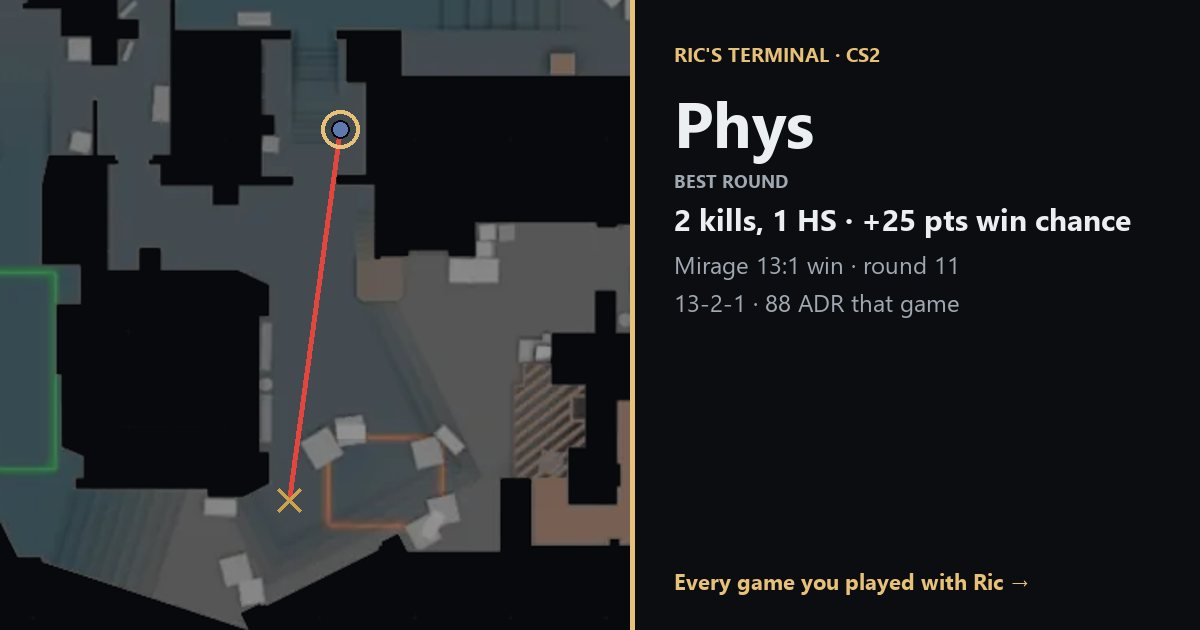 RIC'S TERMINAL · CS2
Phys
BEST ROUND
2 kills, 1 HS · +25 pts win chance
Mirage 13:1 win · round 11
13-2-1 · 88 ADR that game
Every game you played with Ric →